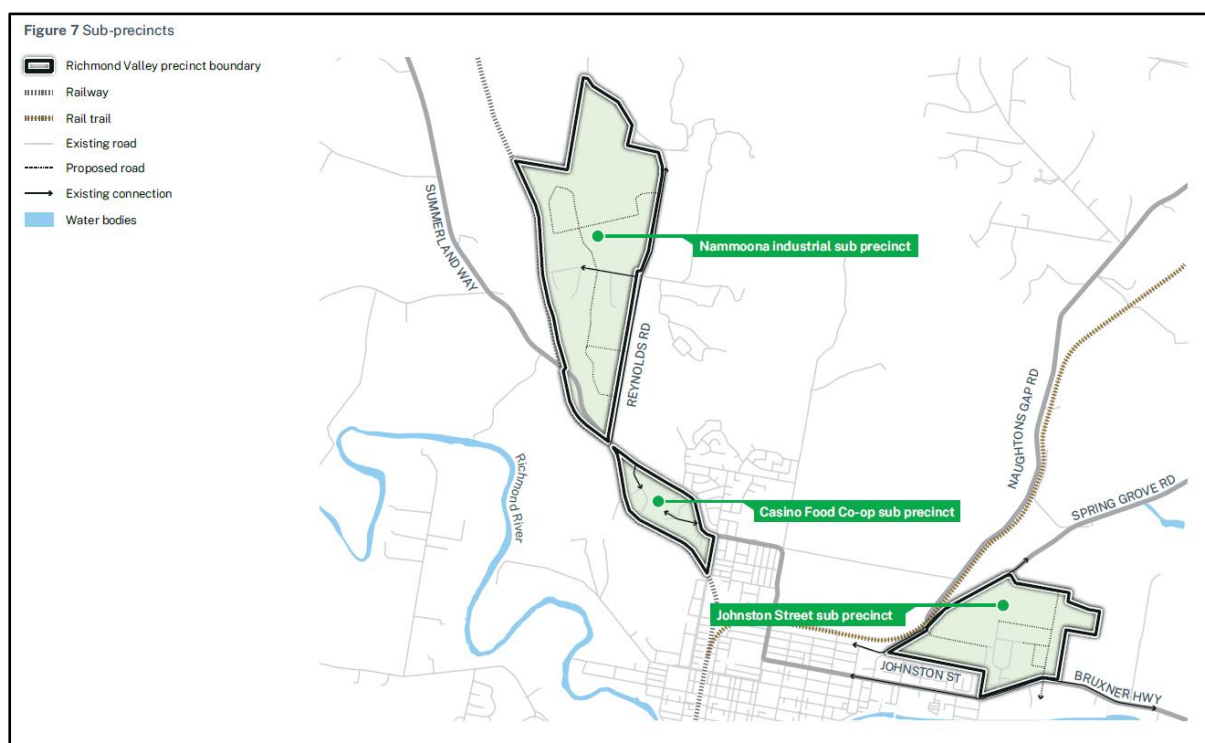 Figure 7 Sub-precincts
Richmond Valley precinct boundary
Railway
Rail trail
Existing road
Proposed road
Existing connection
Water bodies
SUMMERLAND WAY
Nammoona industrial sub precinct
REYNOLDS RD
NAUGHTONS GAP RD
Richmond River
Casino Food Co-op sub precinct
SPRING GROVE RD
Johnston Street sub precinct
JOHNSTON ST
BRUXNER HWY